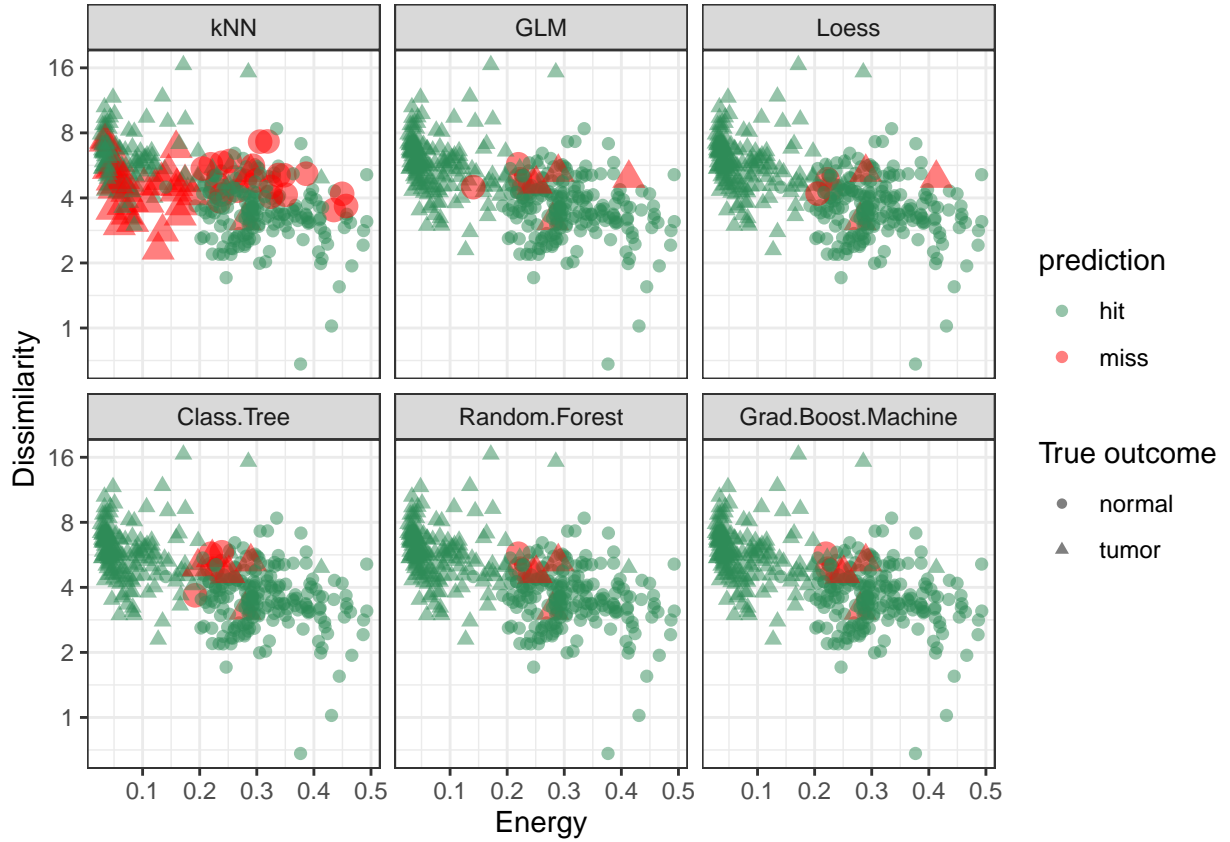 kNN
GLM
Loess
16
8
4
2
1
Class.Tree
Random.Forest
Grad.Boost.Machine
16
8
4
2
1
0.1 0.2 0.3 0.4 0.5
0.1 0.2 0.3 0.4 0.5
0.1 0.2 0.3 0.4 0.5
Energy
Dissimilarity
prediction
hit
miss
True outcome
normal
tumor